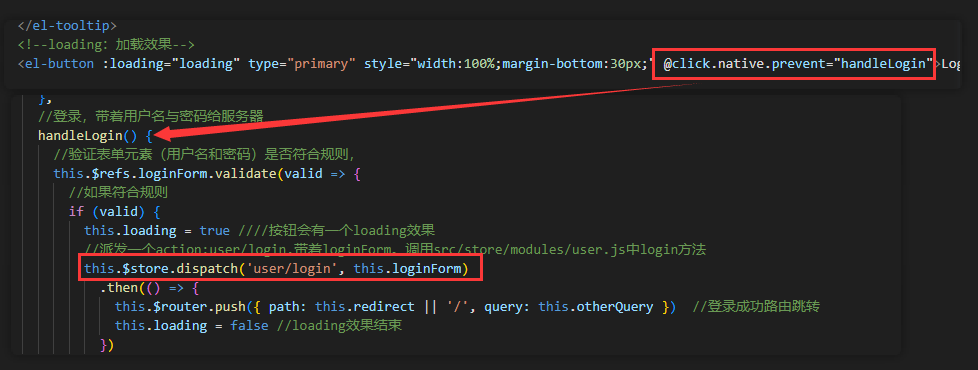 </el-tooltip>
<!--loading: 加载效果-->
<el-button :loading="loading" type="primary" style="width:100%;margin-bottom:30px;" @click.native.prevent="handleLogin">Log
},
//登录，带着用户名与密码给服务器
handleLogin() {
//验证表单元素（用户名和密码）是否符合规则，
this.$refs.loginForm.validate(valid => {
//如果符合规则
if (valid) {
this.loading = true ////按钮会有一个loading效果
//派发一个action:user/login,带着loginForm，调用src/store/modules/user.js中login方法
this.$store.dispatch('user/login', this.loginForm)
.then(() => {
this.$router.push({ path: this.redirect || '/', query: this.otherQuery })  //登录成功路由跳转
this.loading = false //loading效果结束
})